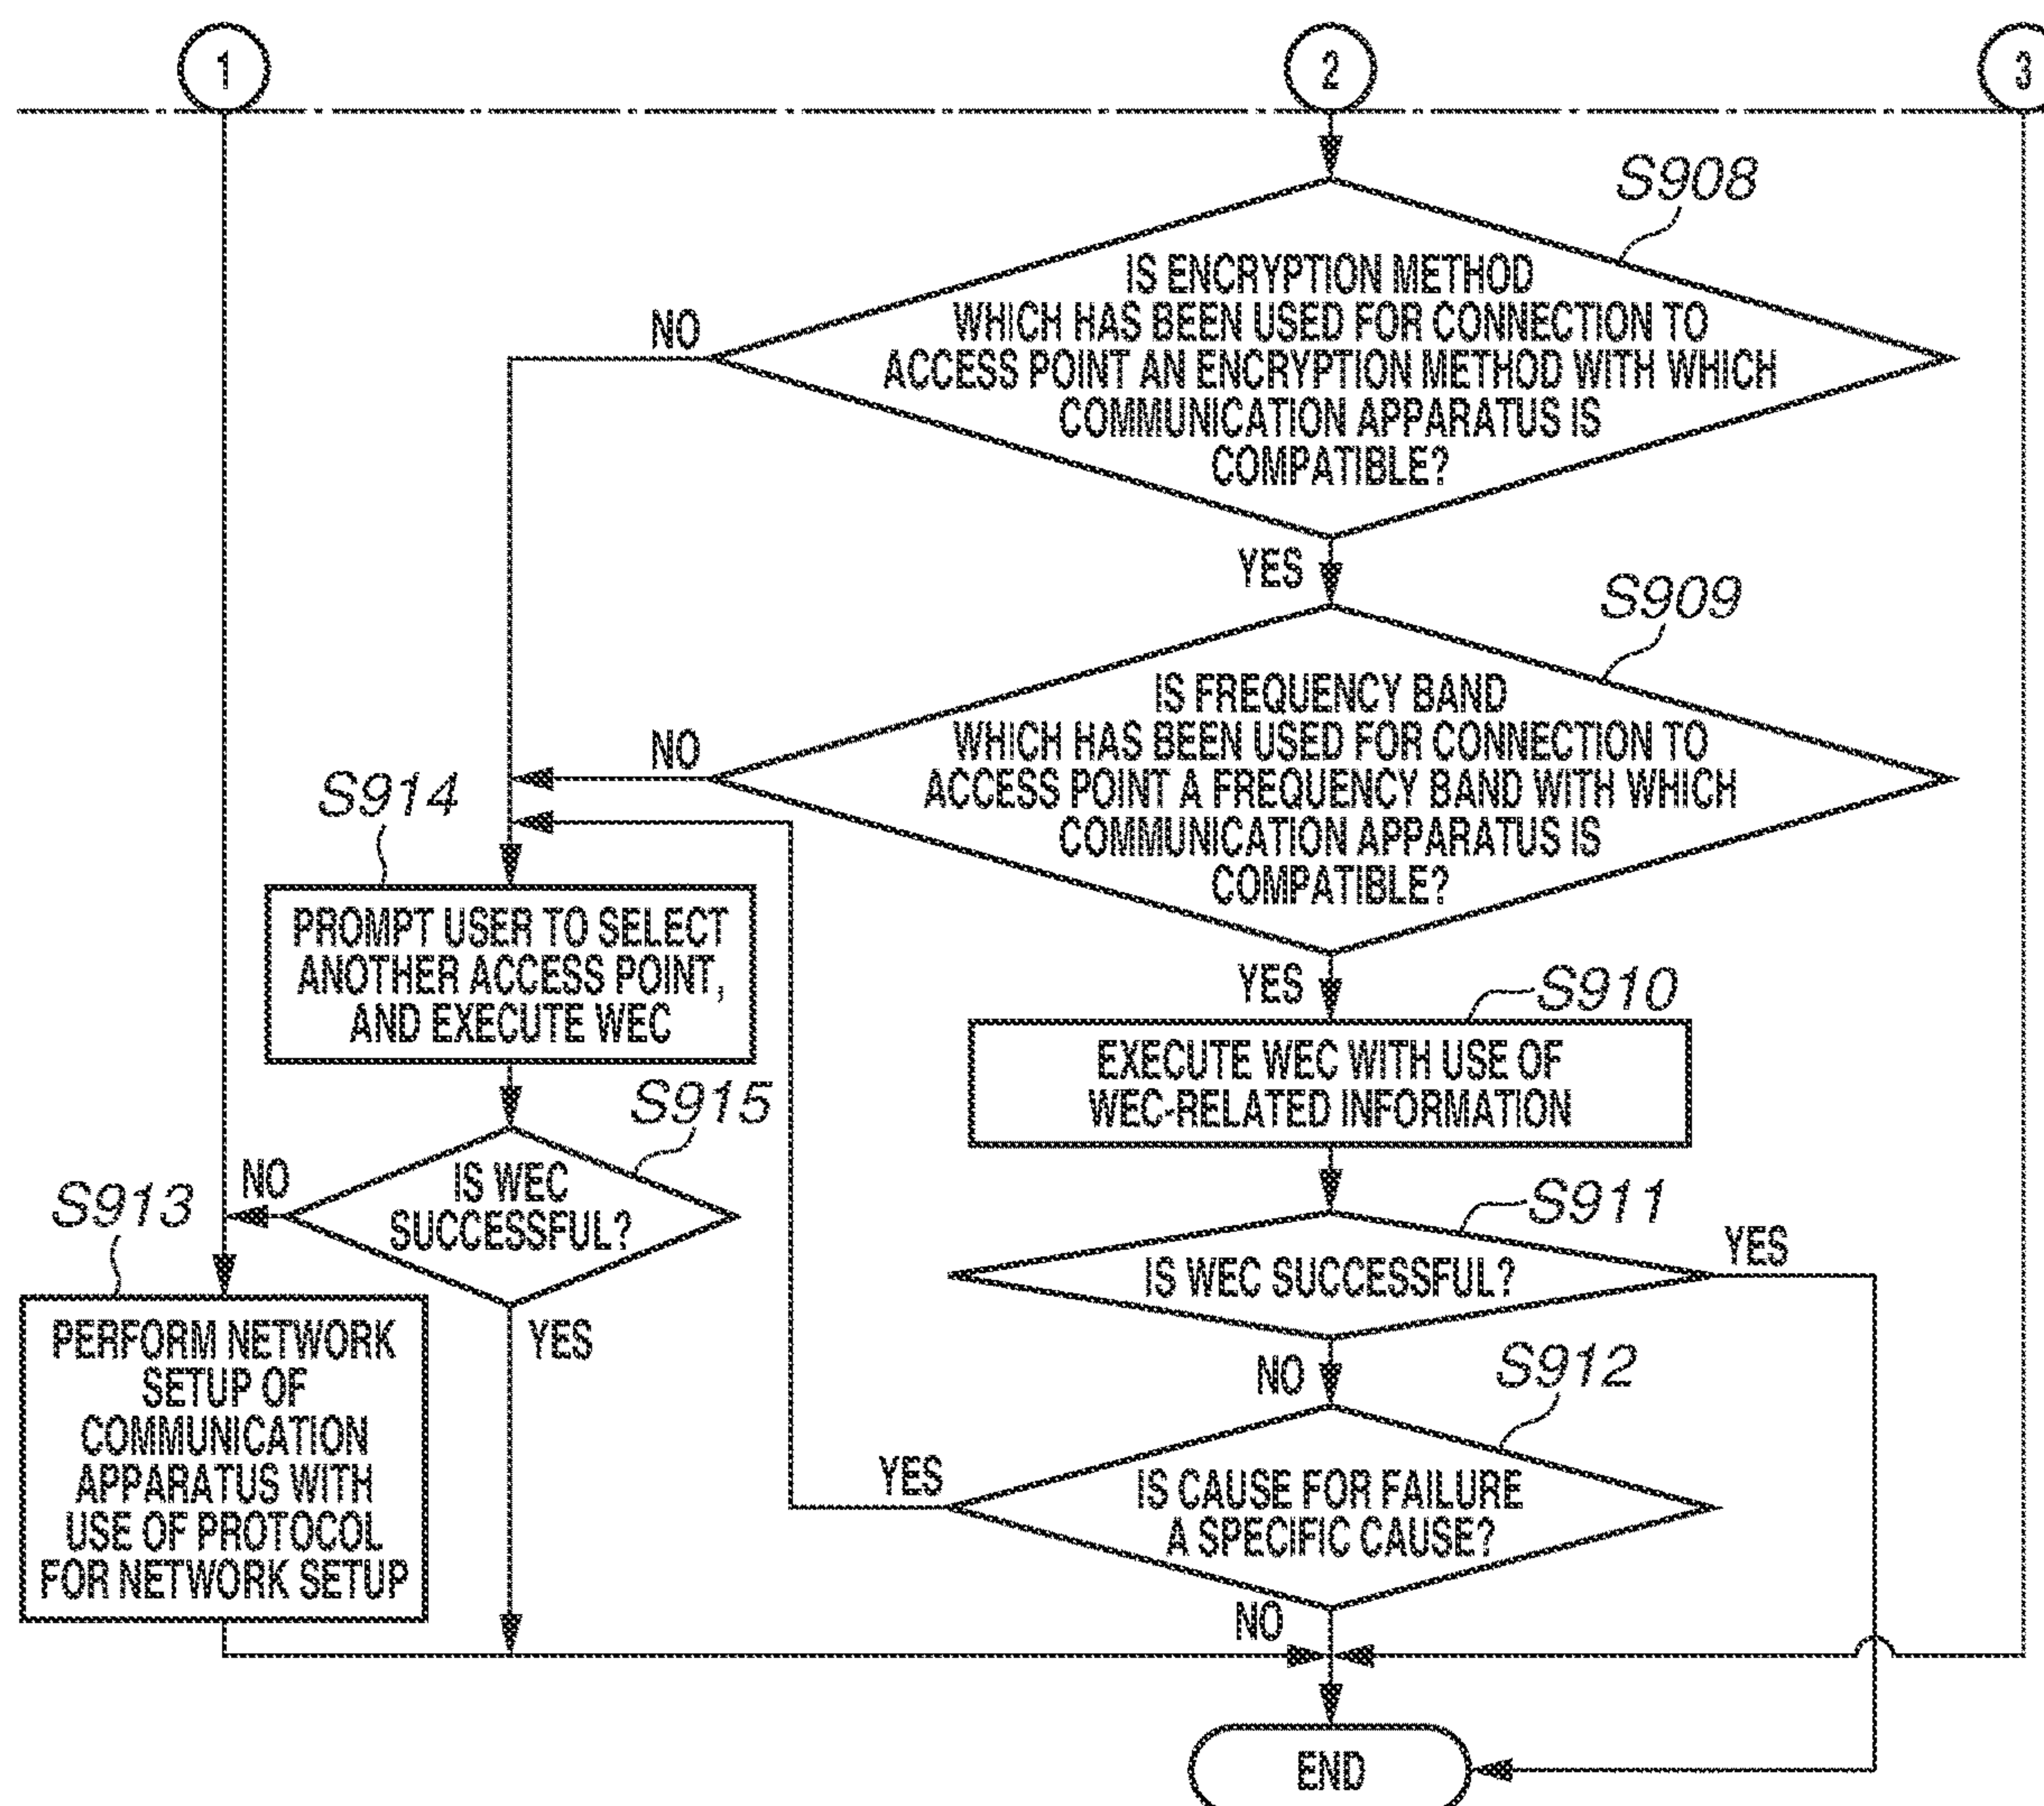 1
2
3
S908
IS ENCRYPTION METHOD
WHICH HAS BEEN USED FOR CONNECTION TO
ACCESS POINT AN ENCRYPTION METHOD WITH WHICH
COMMUNICATION APPARATUS IS
COMPATIBLE?
NO
YES
S909
IS FREQUENCY BAND
WHICH HAS BEEN USED FOR CONNECTION TO
ACCESS POINT A FREQUENCY BAND WITH WHICH
COMMUNICATION APPARATUS IS
COMPATIBLE?
NO
YES
S914
PROMPT USER TO SELECT
ANOTHER ACCESS POINT,
AND EXECUTE WEC
S910
EXECUTE WEC WITH USE OF
WEC-RELATED INFORMATION
S915
IS WEC
SUCCESSFUL?
NO
YES
S911
IS WEC SUCCESSFUL?
YES
NO
S913
PERFORM NETWORK
SETUP OF
COMMUNICATION
APPARATUS WITH
USE OF PROTOCOL
FOR NETWORK SETUP
S912
IS CAUSE FOR FAILURE
A SPECIFIC CAUSE?
YES
NO
END